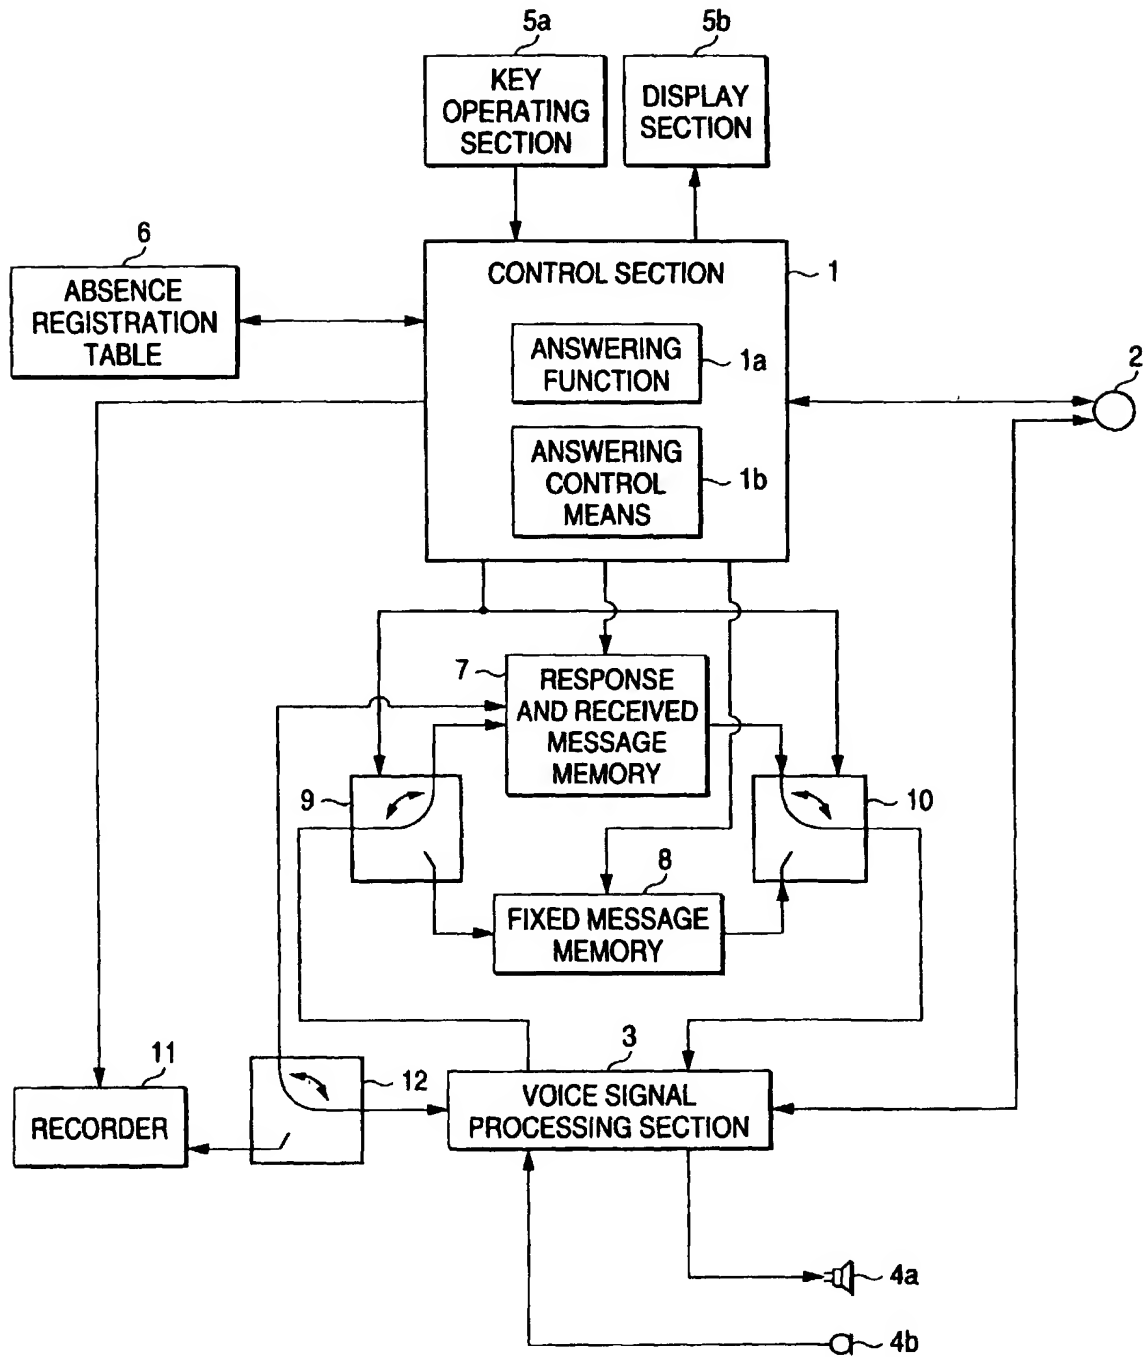 5a
5b
KEY
OPERATING
SECTION
DISPLAY
SECTION
6
CONTROL SECTION
1
ABSENCE
REGISTRATION
TABLE
ANSWERING
FUNCTION
1a
2
ANSWERING
CONTROL
MEANS
1b
7
RESPONSE
AND RECEIVED
MESSAGE
MEMORY
9
10
8
FIXED MESSAGE
MEMORY
3
11
12
VOICE SIGNAL
PROCESSING SECTION
RECORDER
4a
4b